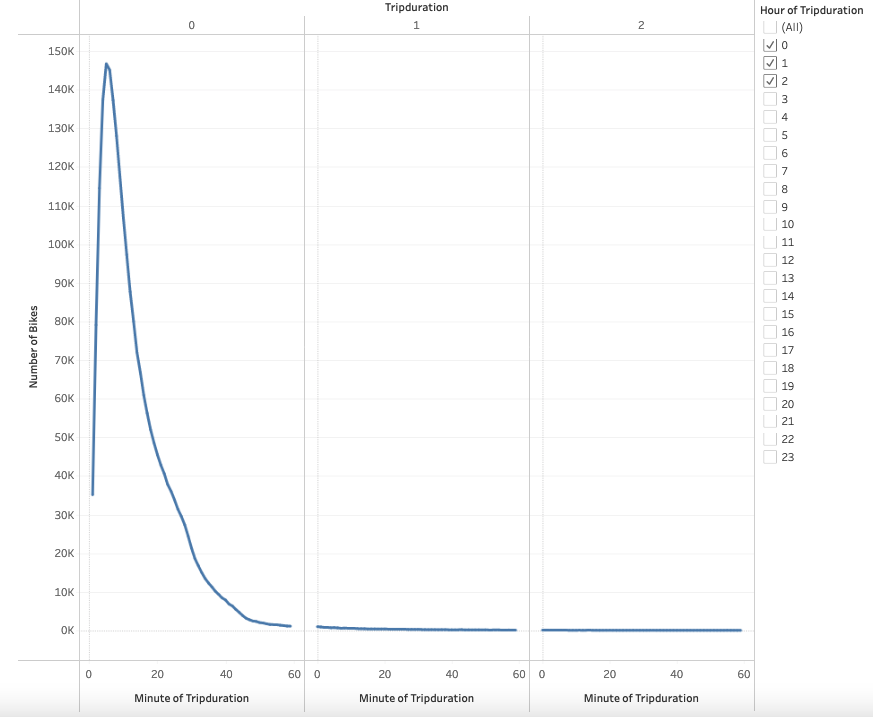 Tripduration
0 1 2
150K
140K
130K
120K
110K
100K
90K
80K
70K
60K
50K
40K
30K
20K
10K
0K
Number of Bikes
0 20 40 60 0 20 40 60 0 20 40 60
Minute of Tripduration Minute of Tripduration Minute of Tripduration
Hour of Tripduration
(All)
0
1
2
3
4
5
6
7
8
9
10
11
12
13
14
15
16
17
18
19
20
21
22
23